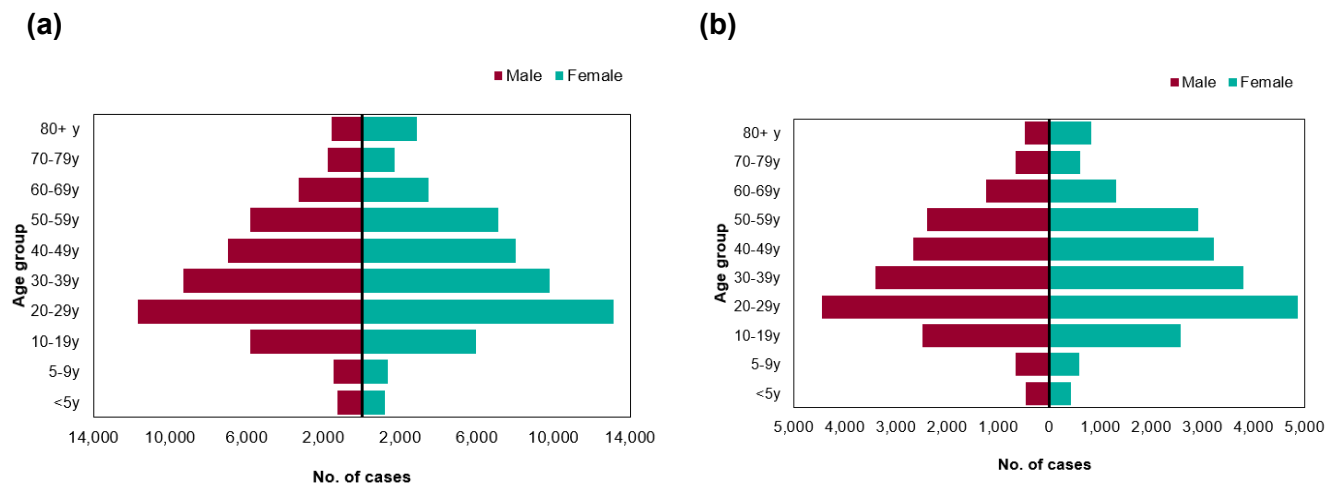 (a)
Male Female
80+ y
70-79y
60-69y
50-59y
40-49y
30-39y
20-29y
10-19y
5-9y
<5y
Age group
14,000 10,000 6,000 2,000 2,000 6,000 10,000 14,000
No. of cases
(b)
Male Female
80+ y
70-79y
60-69y
50-59y
40-49y
30-39y
20-29y
10-19y
5-9y
<5y
Age group
5,000 4,000 3,000 2,000 1,000 0 1,000 2,000 3,000 4,000 5,000
No. of cases